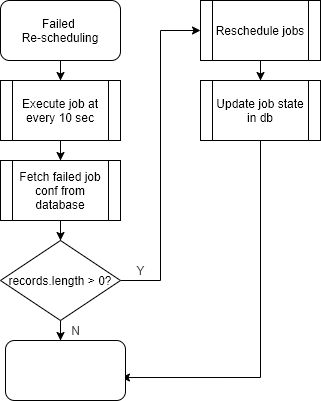 Failed
Re-scheduling
Execute job at
every 10 sec
Fetch failed job
conf from
database
records.length > 0?
Y
N
Reschedule jobs
Update job state
in db